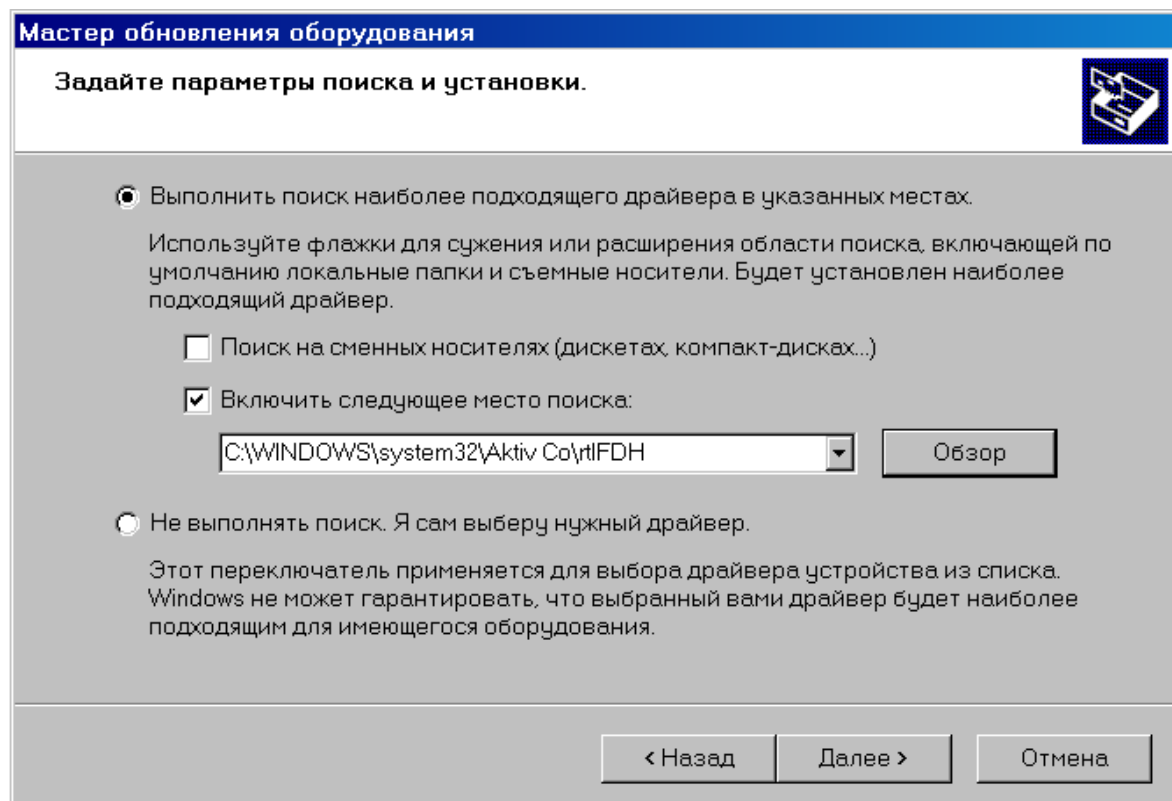 Мастер обновления оборудования
Задайте параметры поиска и установки.
Выполнить поиск наиболее подходящего драйвера в указанных местах.
Используйте флажки для сужения или расширения области поиска, включающей по
умолчанию локальные папки и съемные носители. Будет установлен наиболее
подходящий драйвер.
Поиск на сменных носителях (дискетах, компакт-дисках...)
Включить следующее место поиска:
C:\WINDOWS\system32\Aktiv Co\rtIFDH
Обзор
Не выполнять поиск. Я сам выберу нужный драйвер.
Этот переключатель применяется для выбора драйвера устройства из списка.
Windows не может гарантировать, что выбранный вами драйвер будет наиболее
подходящим для имеющегося оборудования.
< Назад
Далее >
Отмена